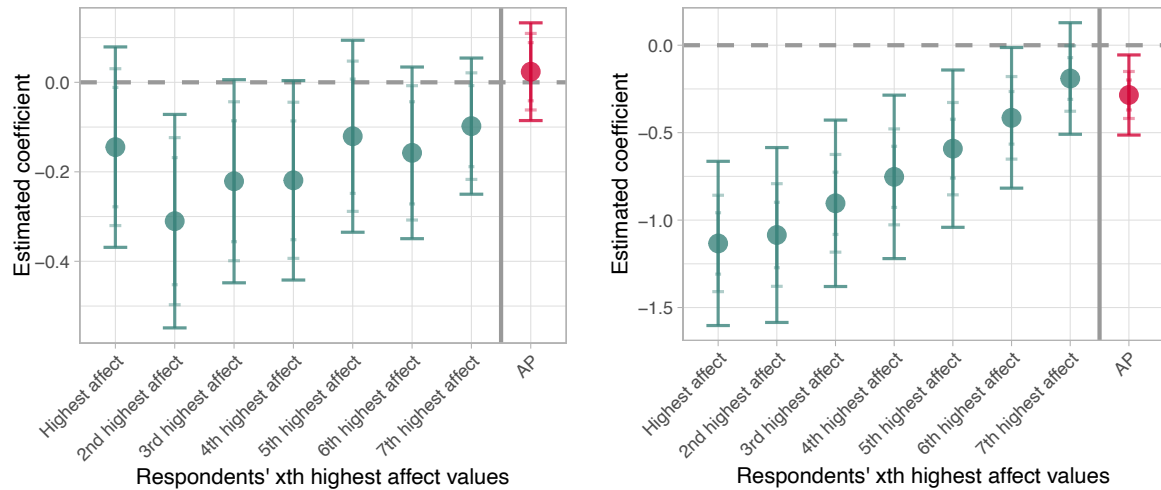 Estimated coefficient
0.0
−0.2
−0.4
Highest affect
2nd highest affect
3rd highest affect
4th highest affect
5th highest affect
6th highest affect
7th highest affect
AP
Respondents' xth highest affect values
Estimated coefficient
0.0
−0.5
−1.0
−1.5
Highest affect
2nd highest affect
3rd highest affect
4th highest affect
5th highest affect
6th highest affect
7th highest affect
AP
Respondents' xth highest affect values